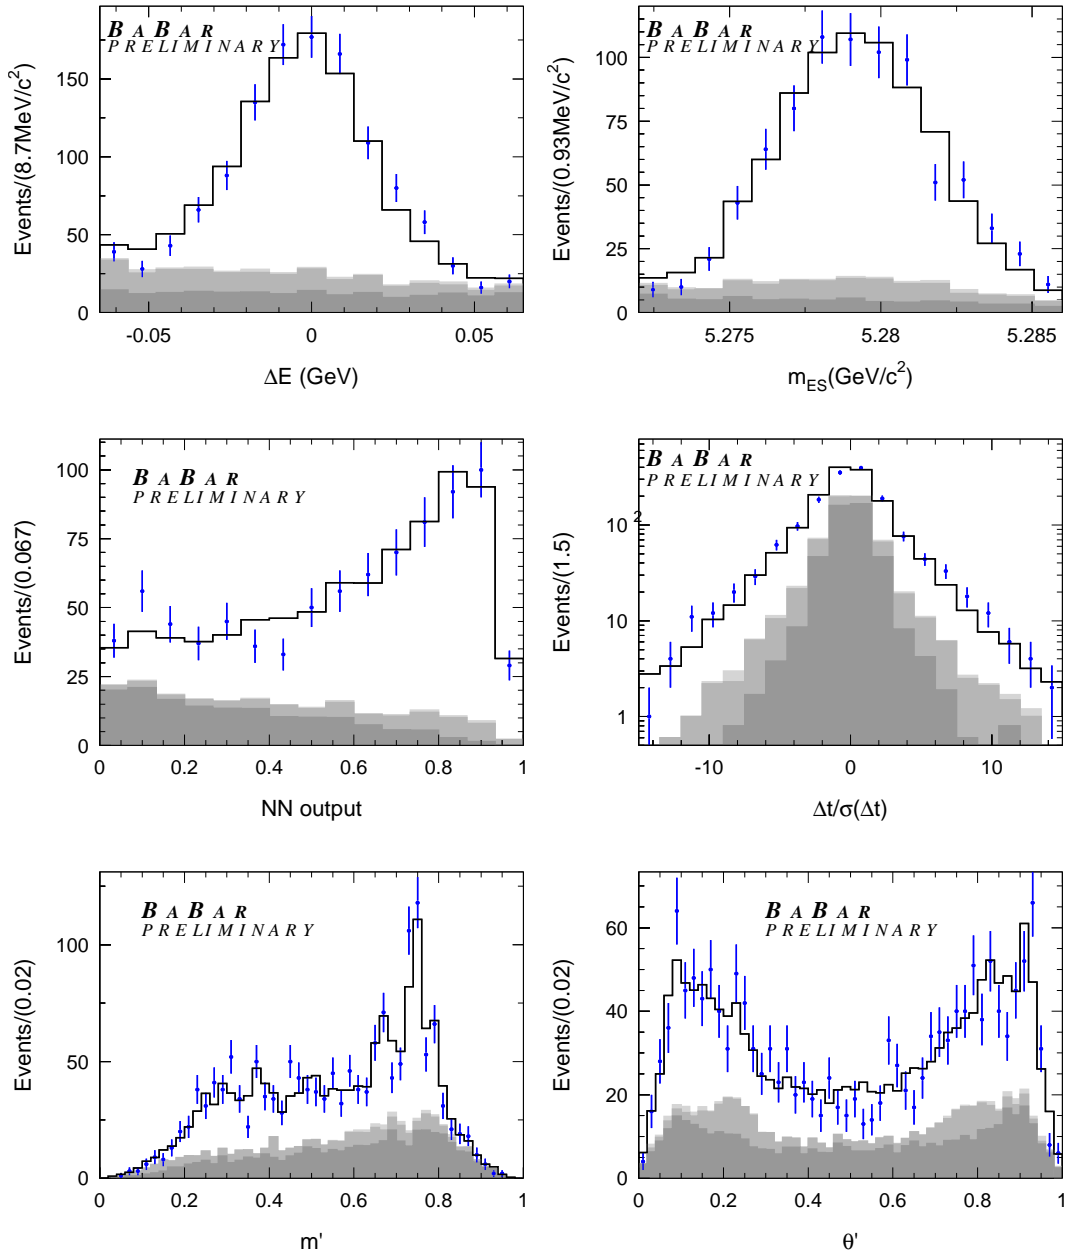 BABAR
PRELIMINARY
Events/(8.7MeV/c²)
0
50
100
150
-0.05
0
0.05
ΔE (GeV)
BABAR
PRELIMINARY
Events/(0.93MeV/c²)
0
25
50
75
100
5.275
5.28
5.285
m_ES(GeV/c²)
BABAR
PRELIMINARY
Events/(0.067)
0
25
50
75
100
0
0.2
0.4
0.6
0.8
1
NN output
BABAR
PRELIMINARY
Events/(1.5)
1
10
10²
-10
0
10
Δt/σ(Δt)
BABAR
PRELIMINARY
Events/(0.02)
0
50
100
0
0.2
0.4
0.6
0.8
1
m'
BABAR
PRELIMINARY
Events/(0.02)
0
20
40
60
0
0.2
0.4
0.6
0.8
1
θ'